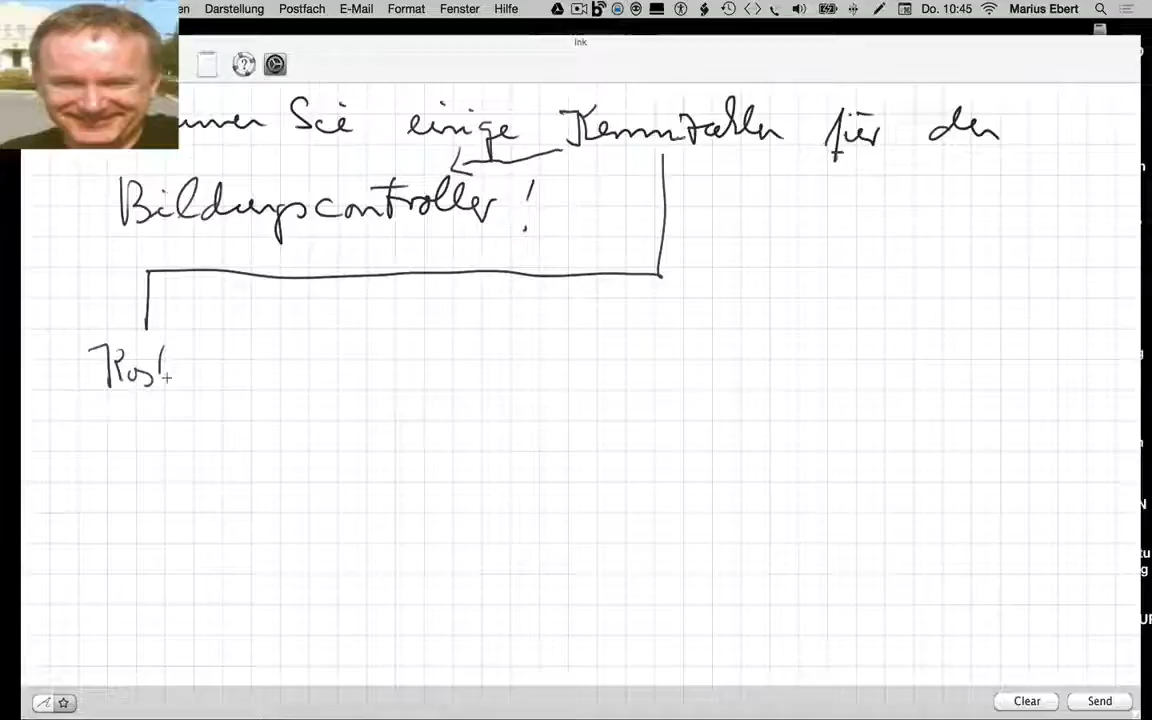 en Darstellung Postfach E-Mail Format Fenster Hilfe Do. 10:45 Marius Ebert
Ink
Sie einige Kennzahlen für den
Bildungscontroller!
Kost
Clear Send